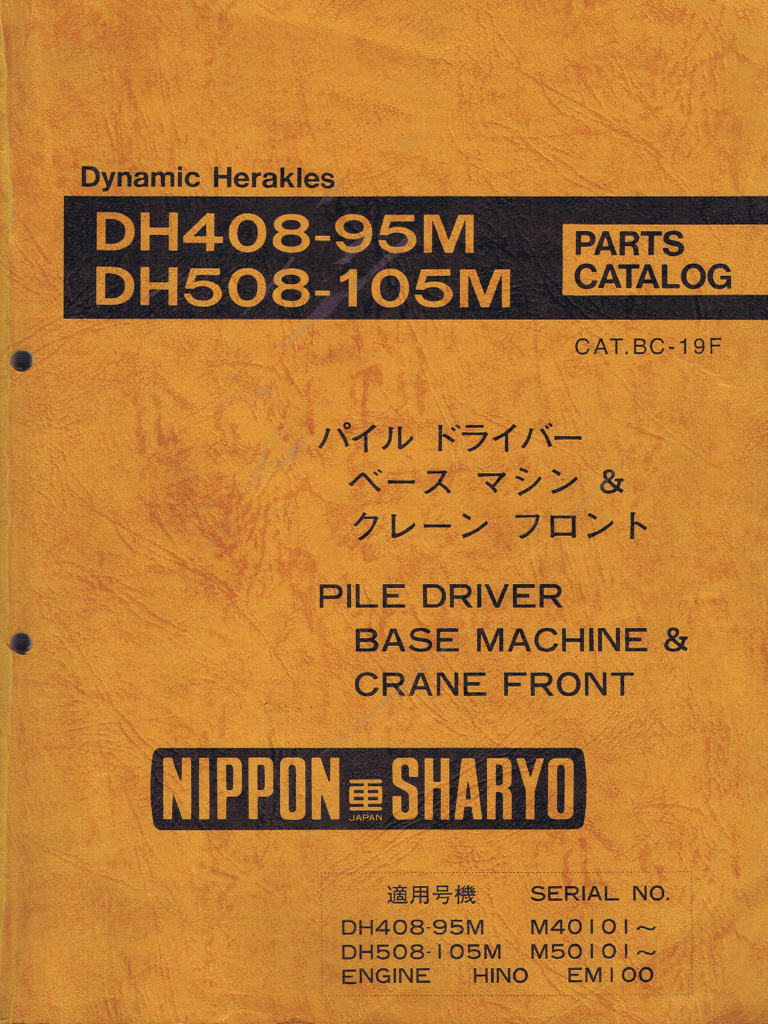 Dynamic Herakles
DH408-95M
DH508-105M
PARTS
CATALOG
CAT.BC-19F
パイル ドライバー
ベース マシン &
クレーン フロント
PILE DRIVER
BASE MACHINE &
CRANE FRONT
NIPPON SHARYO
JAPAN
適用号機 SERIAL NO.
DH408-95M M40101~
DH508-105M M50101~
ENGINE HINO EM100